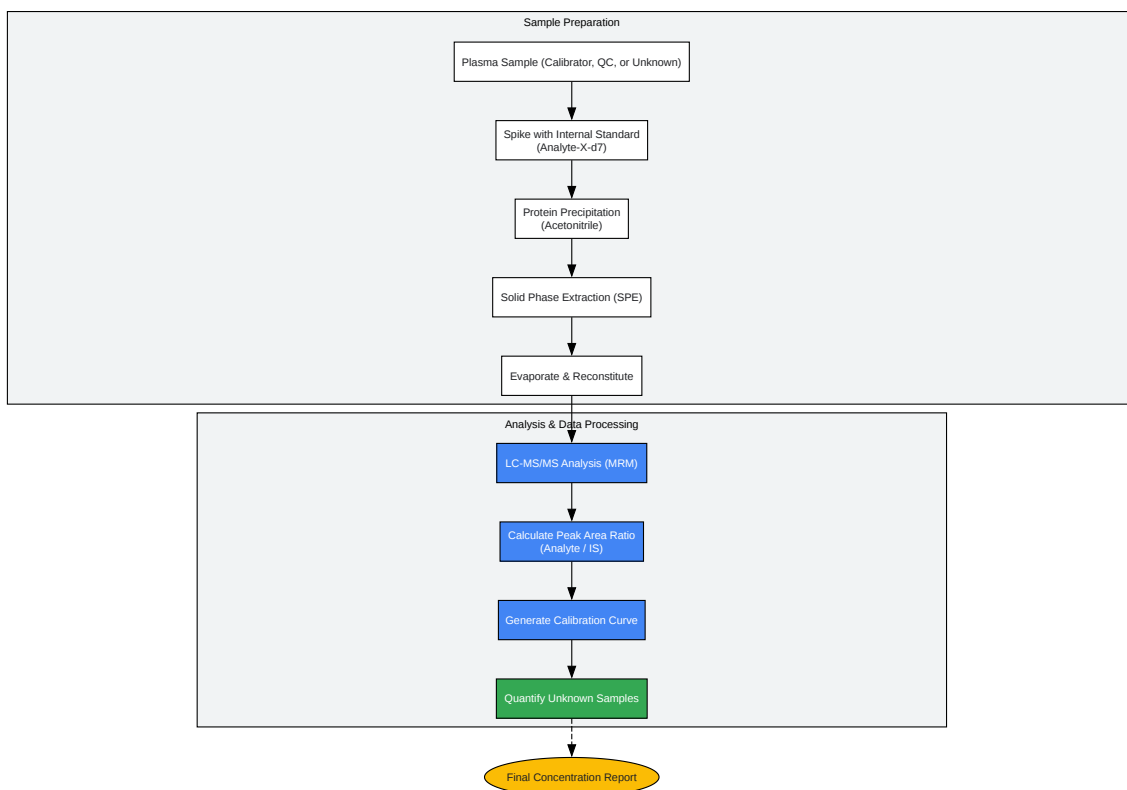 Sample Preparation
Plasma Sample (Calibrator, QC, or Unknown)
Spike with Internal Standard
(Analyte-X-d7)
Protein Precipitation
(Acetonitrile)
Solid Phase Extraction (SPE)
Evaporate & Reconstitute
Analysis & Data Processing
LC-MS/MS Analysis (MRM)
Calculate Peak Area Ratio
(Analyte / IS)
Generate Calibration Curve
Quantify Unknown Samples
Final Concentration Report